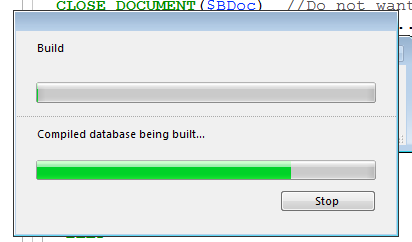 CLOSE DOCUMENT($BDoc) //Do not want
Build
Compiled database being built...
Stop